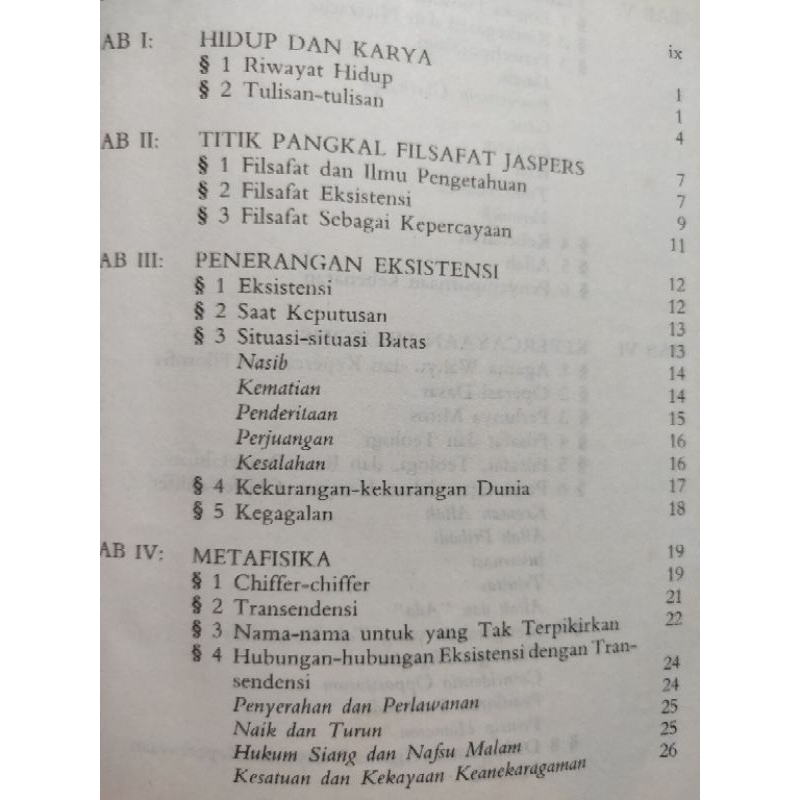 ix
AB I: HIDUP DAN KARYA 1
§ 1 Riwayat Hidup 1
§ 2 Tulisan-tulisan 4
AB II: TITIK PANGKAL FILSAFAT JASPERS 7
§ 1 Filsafat dan Ilmu Pengetahuan 7
§ 2 Filsafat Eksistensi 9
§ 3 Filsafat Sebagai Kepercayaan 11
AB III: PENERANGAN EKSISTENSI 12
§ 1 Eksistensi 12
§ 2 Saat Keputusan 13
§ 3 Situasi-situasi Batas 13
Nasib 14
Kematian 14
Penderitaan 15
Perjuangan 16
Kesalahan 16
§ 4 Kekurangan-kekurangan Dunia 17
§ 5 Kegagalan 18
AB IV: METAFISIKA 19
§ 1 Chiffer-chiffer 19
§ 2 Transendensi 21
§ 3 Nama-nama untuk yang Tak Terpikirkan 22
§ 4 Hubungan-hubungan Eksistensi dengan Tran-
sendensi 24
Penyerahan dan Perlawanan 24
Naik dan Turun 25
Hukum Siang dan Nafsu Malam 25
Kesatuan dan Kekayaan Keanekaragaman 26